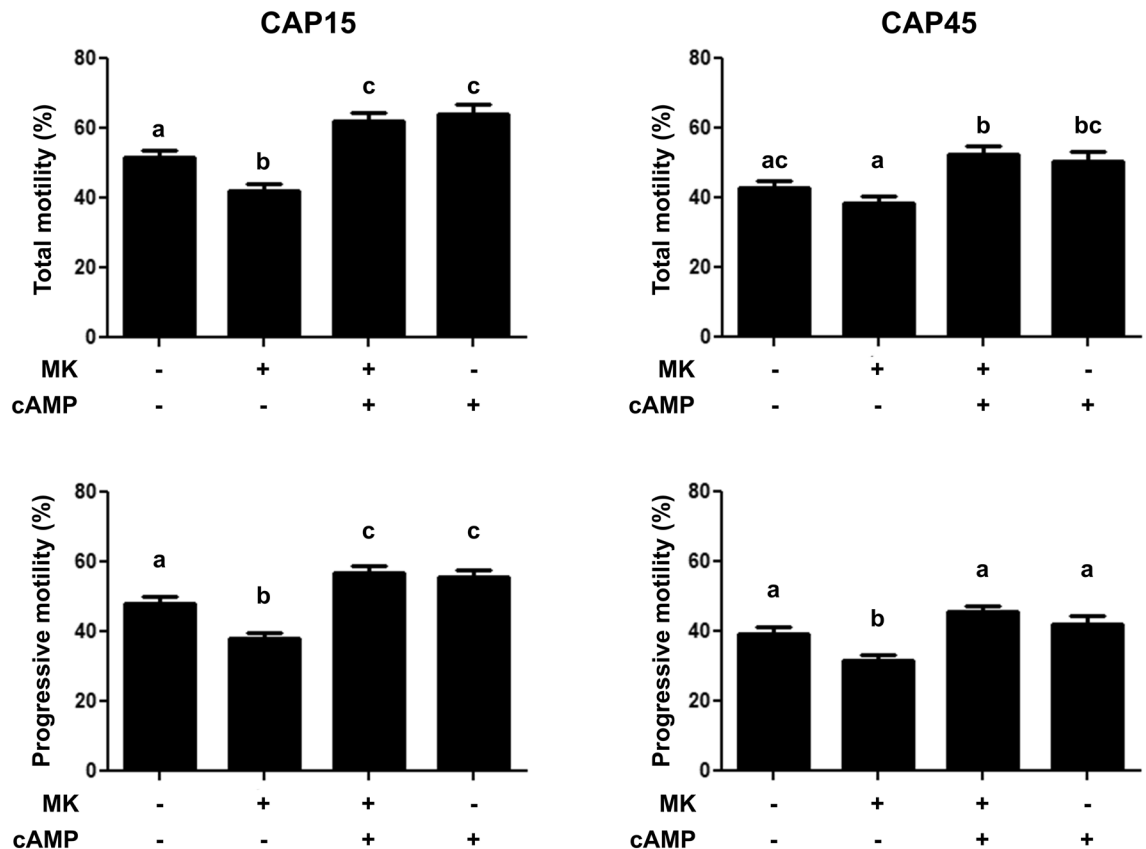 CAP15
CAP45
80
60
40
20
0
Total motility (%)
a
b
c
c
MK - + + -
cAMP - - + +
80
60
40
20
0
Total motility (%)
ac
a
b
bc
MK - + + -
cAMP - - + +
80
60
40
20
0
Progressive motility (%)
a
b
c
c
MK - + + -
cAMP - - + +
80
60
40
20
0
Progressive motility (%)
a
b
a
a
MK - + + -
cAMP - - + +